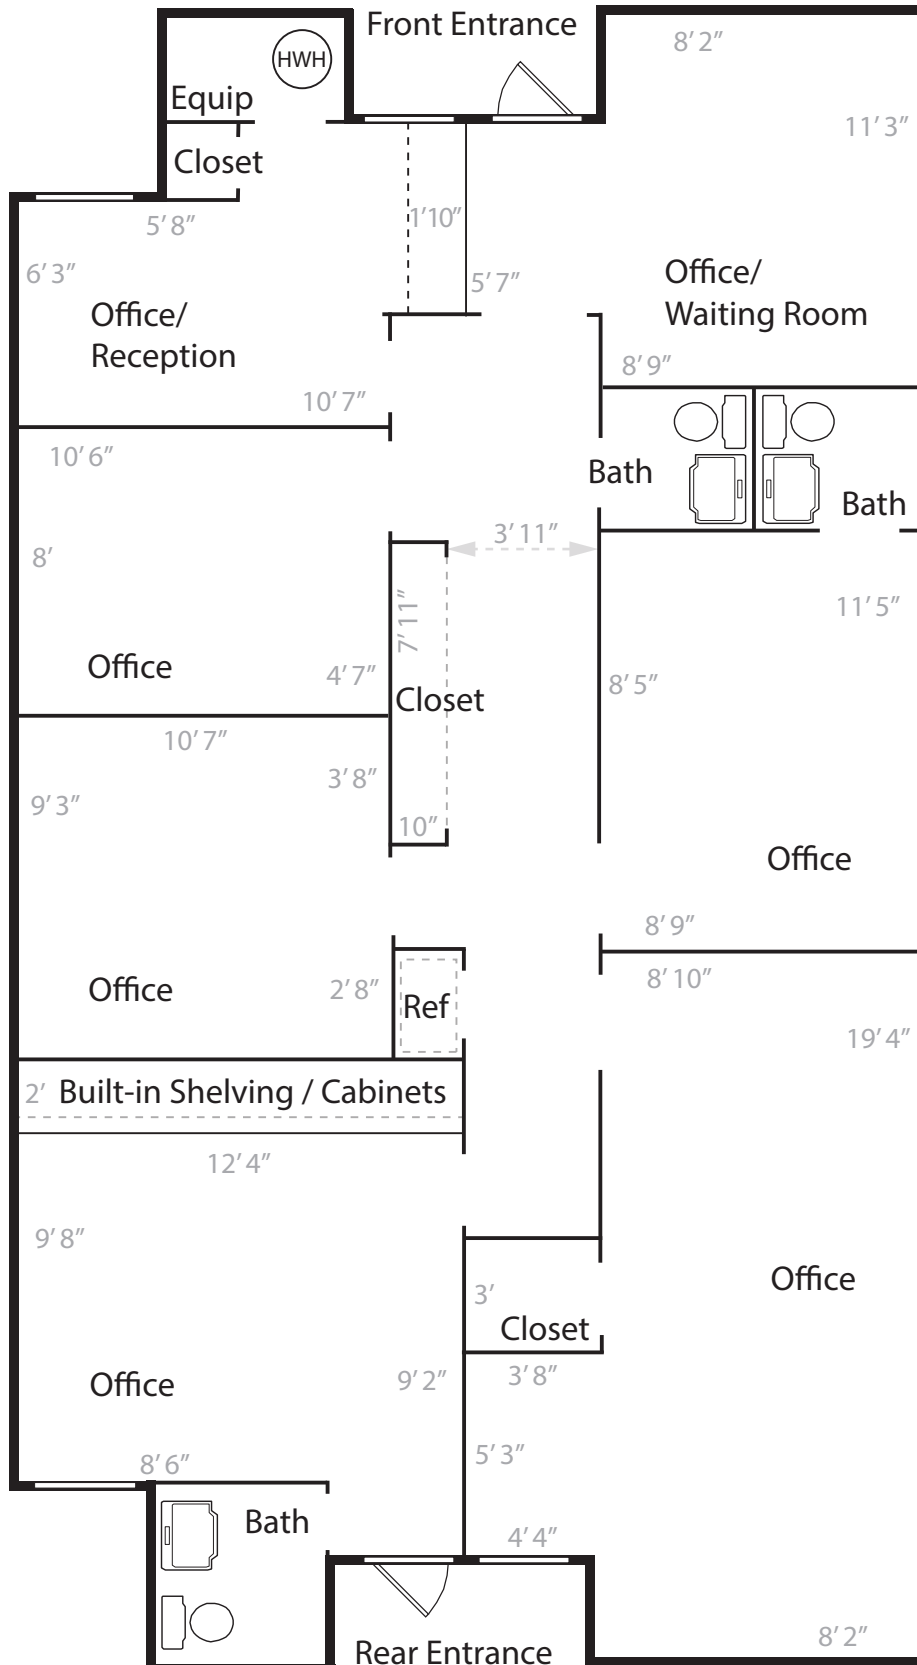 Front Entrance
8’ 2”
HWH
Equip
11’ 3”
Closet
5’ 8”
1’10”
6’ 3”
5’ 7”
Office/
Waiting Room
Office/
Reception
8’ 9”
10’ 7”
10’ 6”
Bath
Bath
3’ 11”
8’
11’ 5”
7’ 11”
Office
4’ 7”
8’ 5”
Closet
10’ 7”
3’ 8”
9’ 3”
10”
Office
8’ 9”
8’ 10”
Office
2’ 8”
Ref
19’ 4”
2’ Built-in Shelving / Cabinets
12’ 4”
9’ 8”
Office
3’
Closet
Office
9’ 2”
3’ 8”
8’ 6”
5’ 3”
Bath
4’ 4”
8’ 2”
Rear Entrance